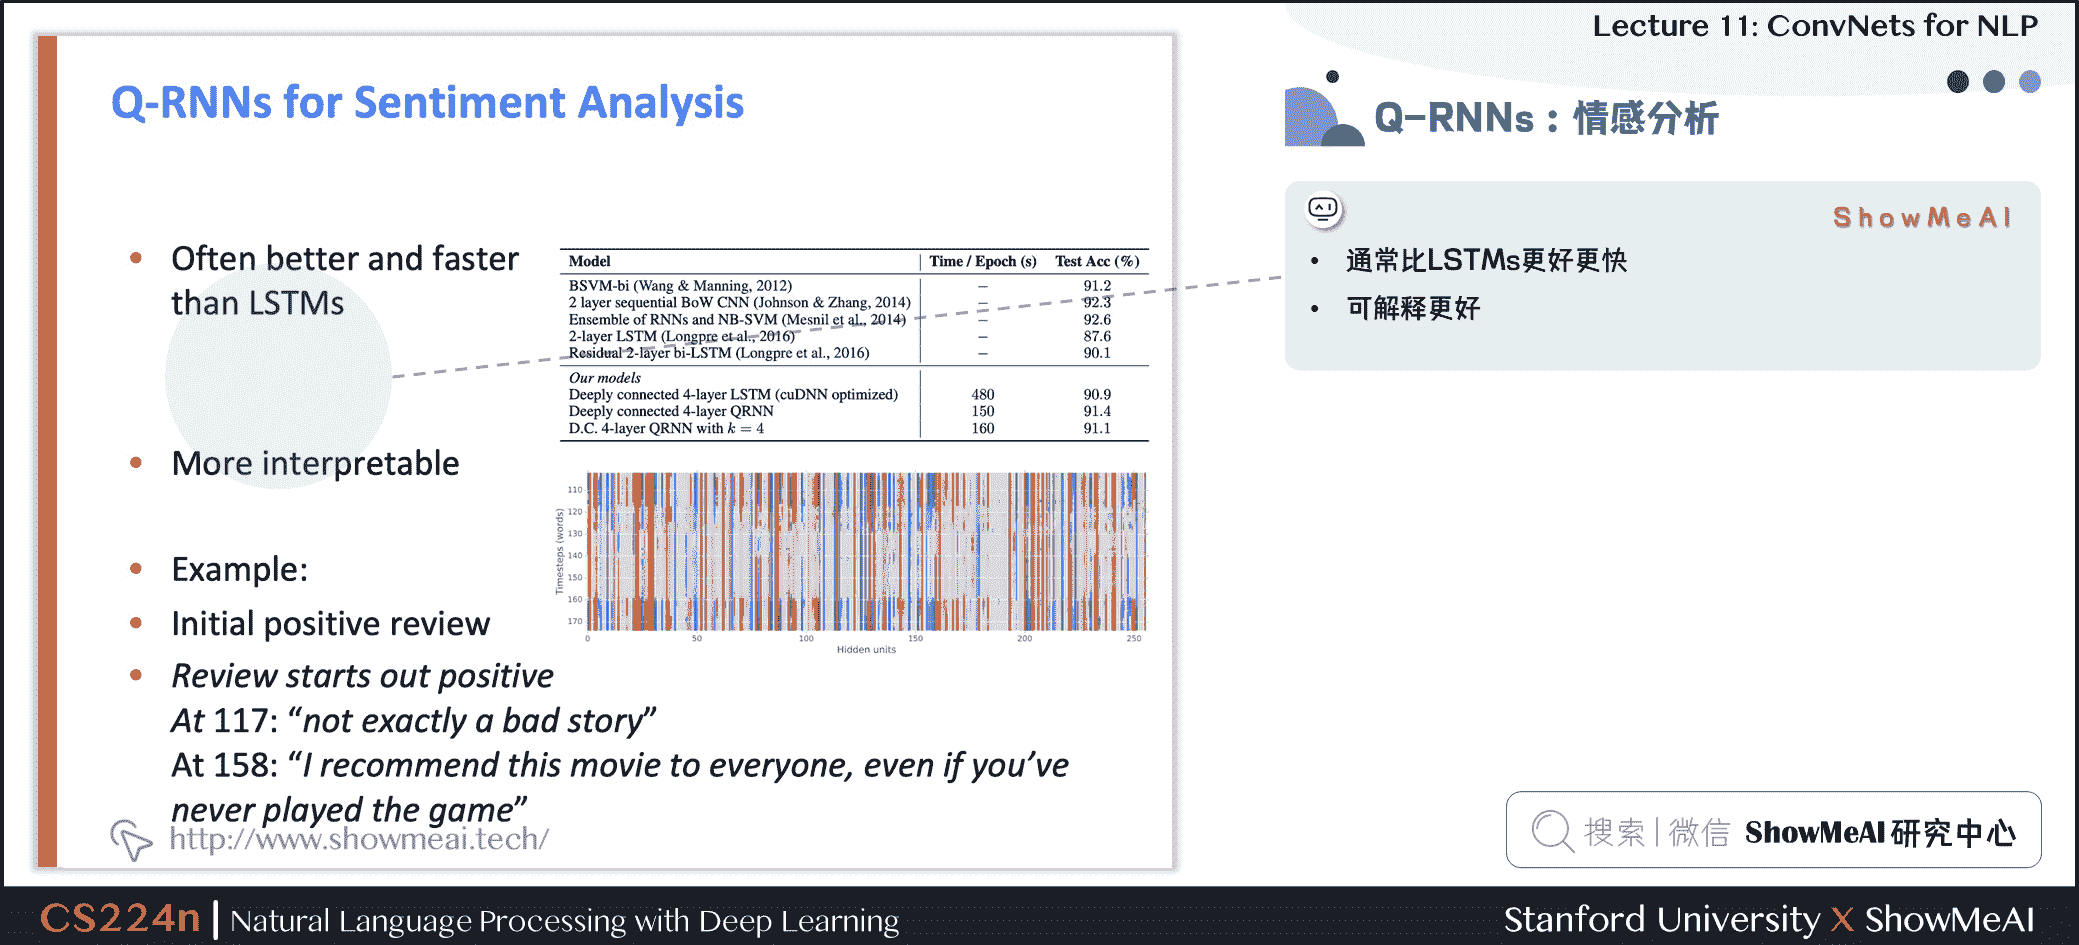 Lecture 11: ConvNets for NLP
Q-RNNs for Sentiment Analysis
• Often better and faster
than LSTMs
• More interpretable
• Example:
• Initial positive review
• Review starts out positive
At 117: “not exactly a bad story”
At 158: “I recommend this movie to everyone, even if you’ve
never played the game”
http://www.showmeai.tech/
Model Time / Epoch (s) Test Acc (%)
BSVM-bi (Wang & Manning, 2012) – 91.2
2 layer sequential BoW CNN (Johnson & Zhang, 2014) – 92.3
Ensemble of RNNs and NB-SVM (Mesnil et al., 2014) – 92.6
2-layer LSTM (Longpre et al., 2016) – 87.6
Residual 2-layer bi-LSTM (Longpre et al., 2016) – 90.1
Our models
Deeply connected 4-layer LSTM (cuDNN optimized) 480 90.9
Deeply connected 4-layer QRNN 150 91.4
D.C. 4-layer QRNN with k = 4 160 91.1
Timesteps (words)
110
120
130
140
150
160
170
0 50 100 150 200 250
Hidden units
Q-RNNs：情感分析
ShowMeAI
• 通常比LSTMs更好更快
• 可解释更好
搜索|微信 ShowMeAI 研究中心
CS224n | Natural Language Processing with Deep Learning
Stanford University X ShowMeAI